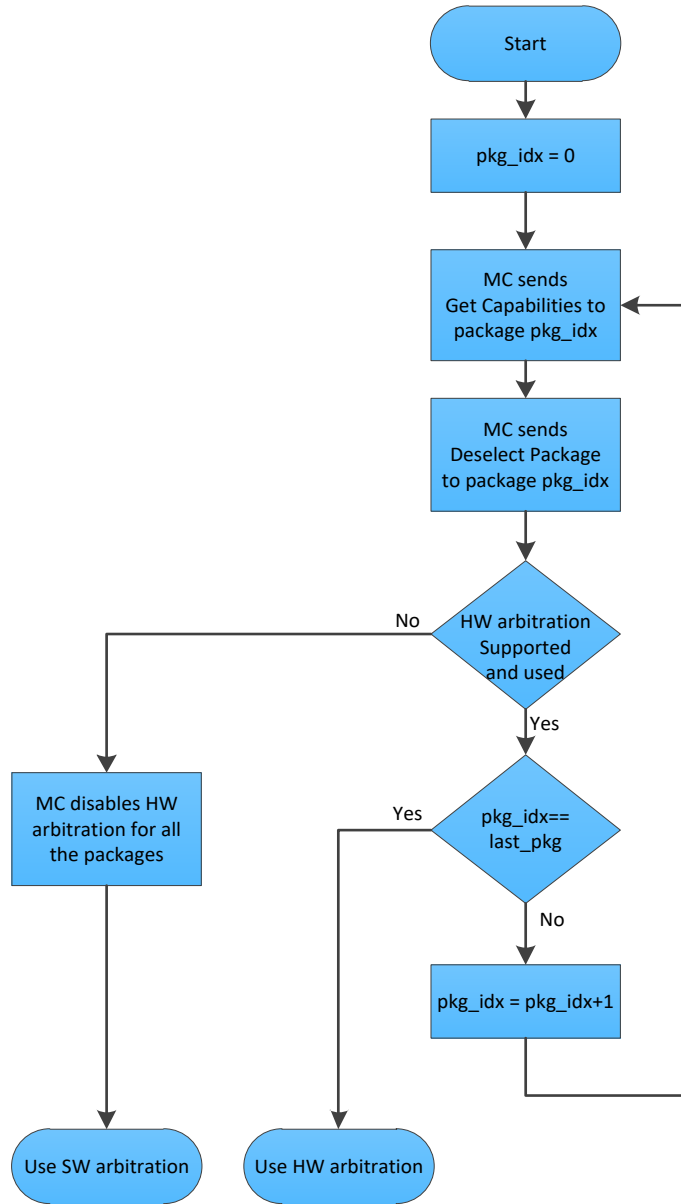 Start
pkg_idx = 0
MC sends
Get Capabilities to
package pkg_idx
MC sends
Deselect Package
to package pkg_idx
No
HW arbitration
Supported
and used
Yes
MC disables HW
arbitration for all
the packages
Yes
pkg_idx==
last_pkg
No
pkg_idx = pkg_idx+1
Use SW arbitration
Use HW arbitration